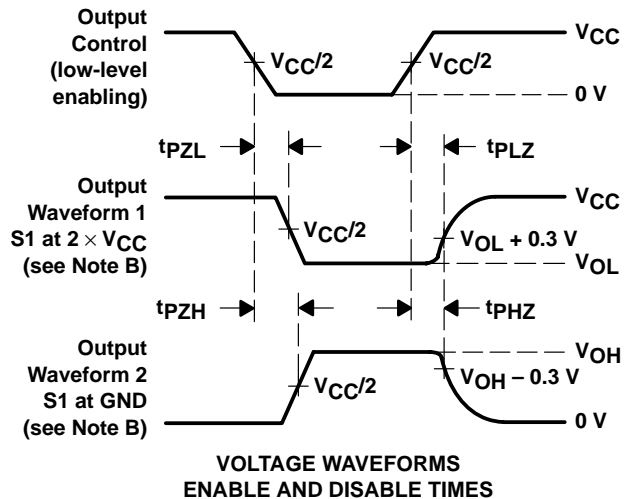 Output
Control
(low-level
enabling)
VCC/2
VCC/2
VCC
0 V
tPZL
tPLZ
Output
Waveform 1
S1 at 2 × VCC
(see Note B)
VCC/2
VCC
VOL + 0.3 V
VOL
tPZH
tPHZ
Output
Waveform 2
S1 at GND
(see Note B)
VCC/2
VOH
VOH – 0.3 V
0 V
VOLTAGE WAVEFORMS
ENABLE AND DISABLE TIMES